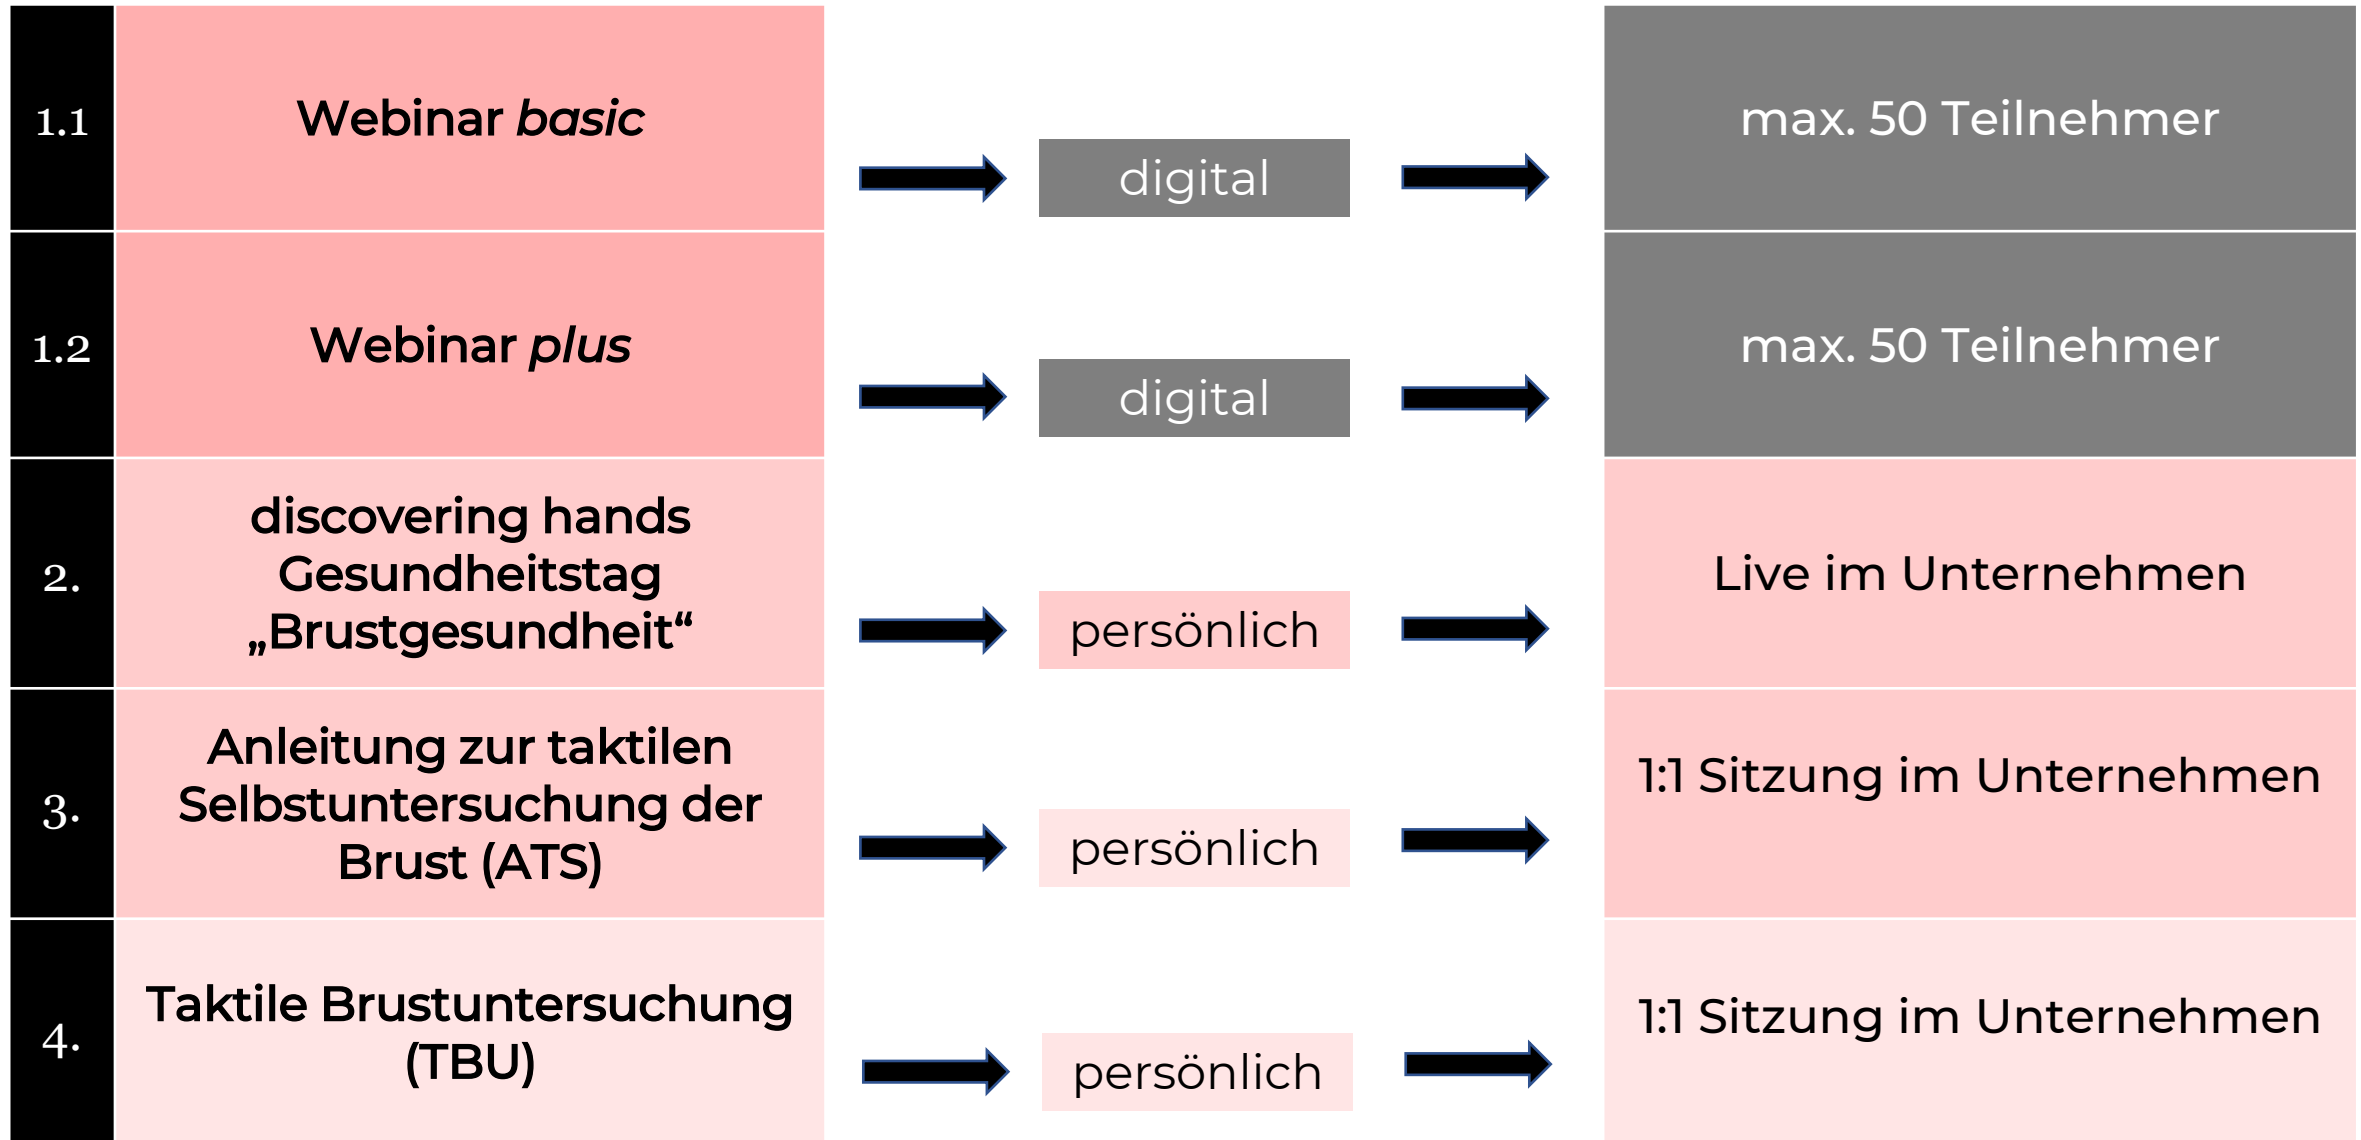 1.1
Webinar basic
digital
max. 50 Teilnehmer
1.2
Webinar plus
digital
max. 50 Teilnehmer
2.
discovering hands
Gesundheitstag
„Brustgesundheit“
persönlich
Live im Unternehmen
3.
Anleitung zur taktilen
Selbstuntersuchung der
Brust (ATS)
persönlich
1:1 Sitzung im Unternehmen
4.
Taktile Brustuntersuchung
(TBU)
persönlich
1:1 Sitzung im Unternehmen